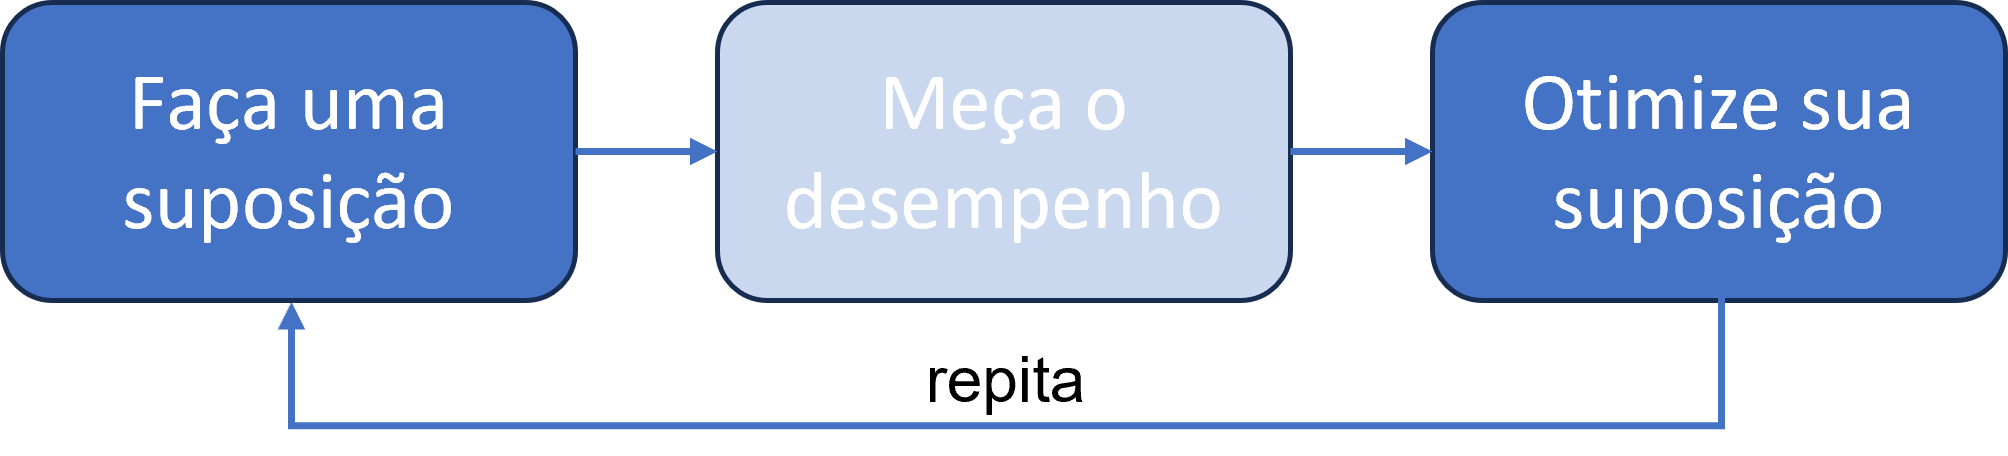 Faça uma
suposição
Meça o
desempenho
Otimize sua
suposição
repita